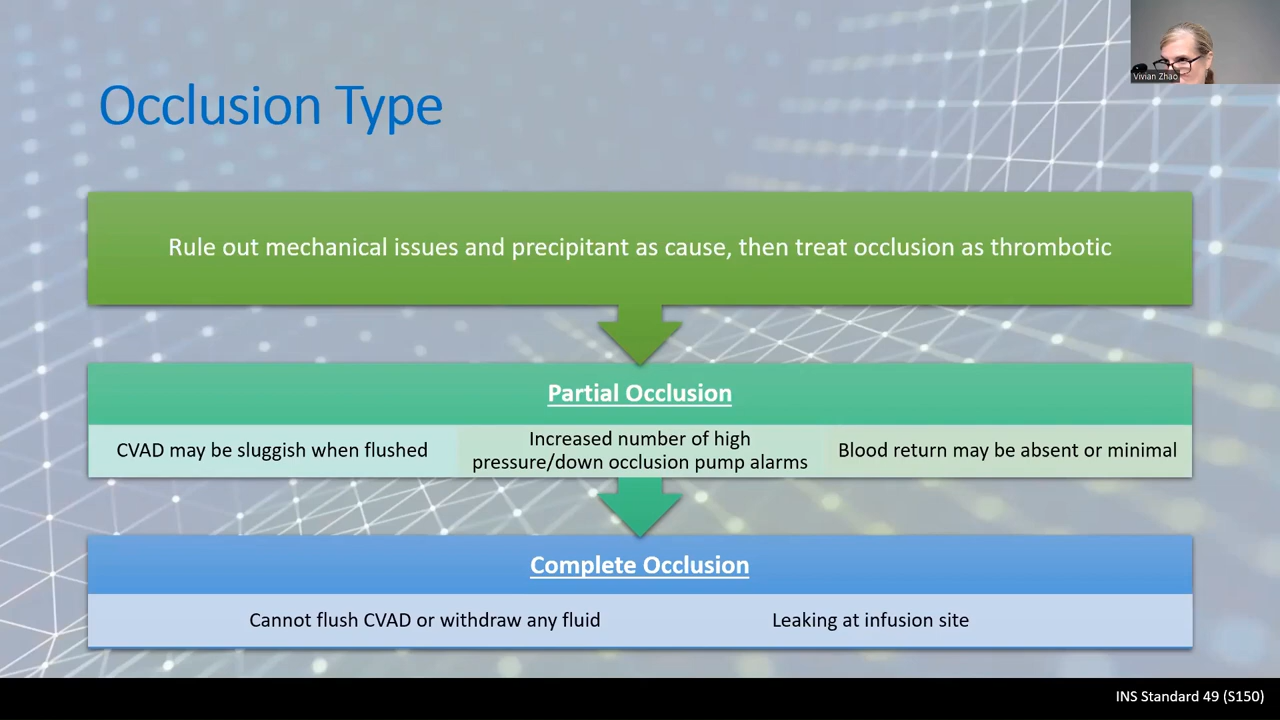 Vivian Zhao
Occlusion Type
Rule out mechanical issues and precipitant as cause, then treat occlusion as thrombotic
Partial Occlusion
CVAD may be sluggish when flushed
Increased number of high
pressure/down occlusion pump alarms
Blood return may be absent or minimal
Complete Occlusion
Cannot flush CVAD or withdraw any fluid
Leaking at infusion site
INS Standard 49 (S150)